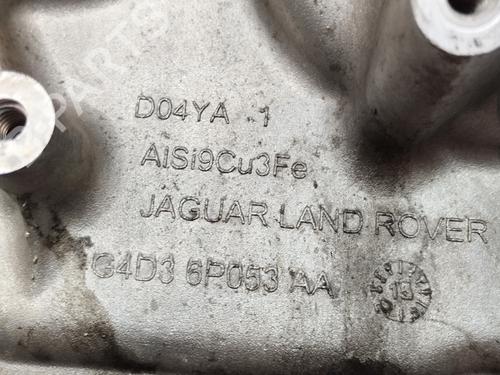 D04YA 1
AlSi9Cu3Fe
JAGUAR LAND ROVER
G4D3 6P053 AA